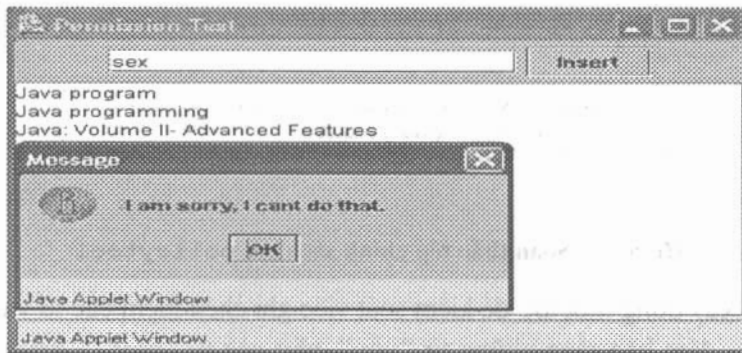 Permission Test
sex
Insert
Java program
Java programming
Java: Volume II- Advanced Features
Message
I am sorry, I cant do that.
OK
Java Applet Window
Java Applet Window